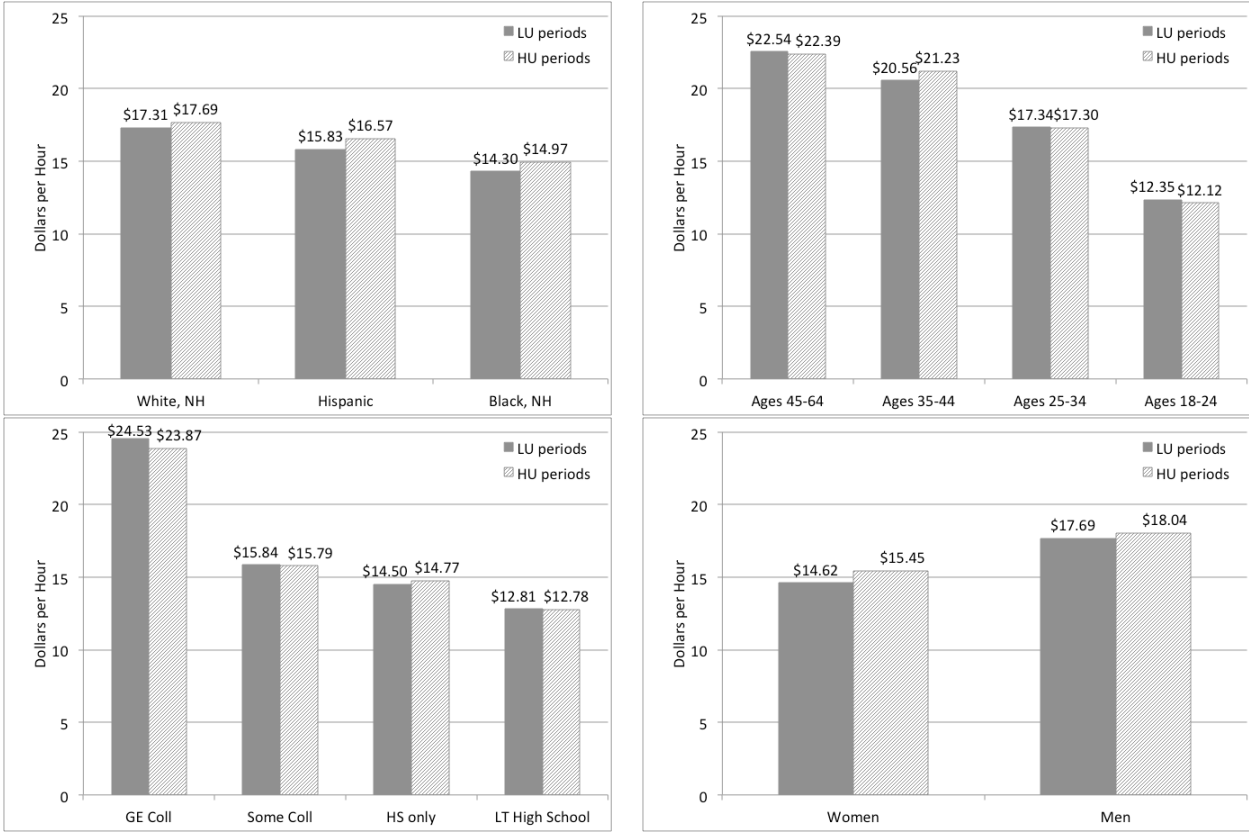 25
20
15
10
5
0
Dollars per Hour
LU periods
HU periods
$17.31
$17.69
$15.83
$16.57
$14.30
$14.97
White, NH
Hispanic
Black, NH
25
20
15
10
5
0
Dollars per Hour
LU periods
HU periods
$22.54
$22.39
$20.56
$21.23
$17.34
$17.30
$12.35
$12.12
Ages 45-64
Ages 35-44
Ages 25-34
Ages 18-24
25
20
15
10
5
0
Dollars per Hour
LU periods
HU periods
$24.53
$23.87
$15.84
$15.79
$14.50
$14.77
$12.81
$12.78
GE Coll
Some Coll
HS only
LT High School
25
20
15
10
5
0
Dollars per Hour
LU periods
HU periods
$14.62
$15.45
$17.69
$18.04
Women
Men